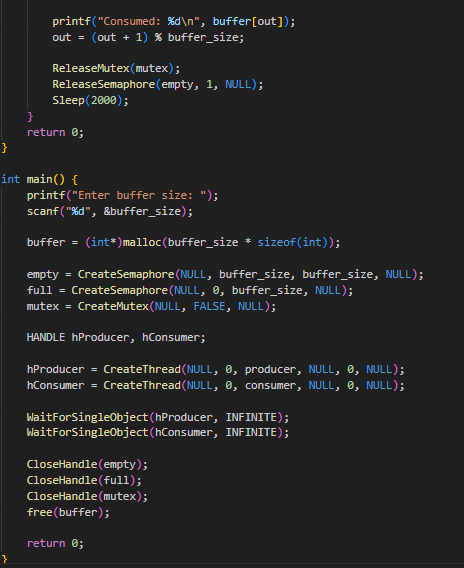 printf("Consumed: %d\n", buffer[out]);
out = (out + 1) % buffer_size;
ReleaseMutex(mutex);
ReleaseSemaphore(empty, 1, NULL);
Sleep(2000);
}
return 0;
}
int main() {
printf("Enter buffer size: ");
scanf("%d", &buffer_size);
buffer = (int*)malloc(buffer_size * sizeof(int));
empty = CreateSemaphore(NULL, buffer_size, buffer_size, NULL);
full = CreateSemaphore(NULL, 0, buffer_size, NULL);
mutex = CreateMutex(NULL, FALSE, NULL);
HANDLE hProducer, hConsumer;
hProducer = CreateThread(NULL, 0, producer, NULL, 0, NULL);
hConsumer = CreateThread(NULL, 0, consumer, NULL, 0, NULL);
WaitForSingleObject(hProducer, INFINITE);
WaitForSingleObject(hConsumer, INFINITE);
CloseHandle(empty);
CloseHandle(full);
CloseHandle(mutex);
free(buffer);
return 0;
}